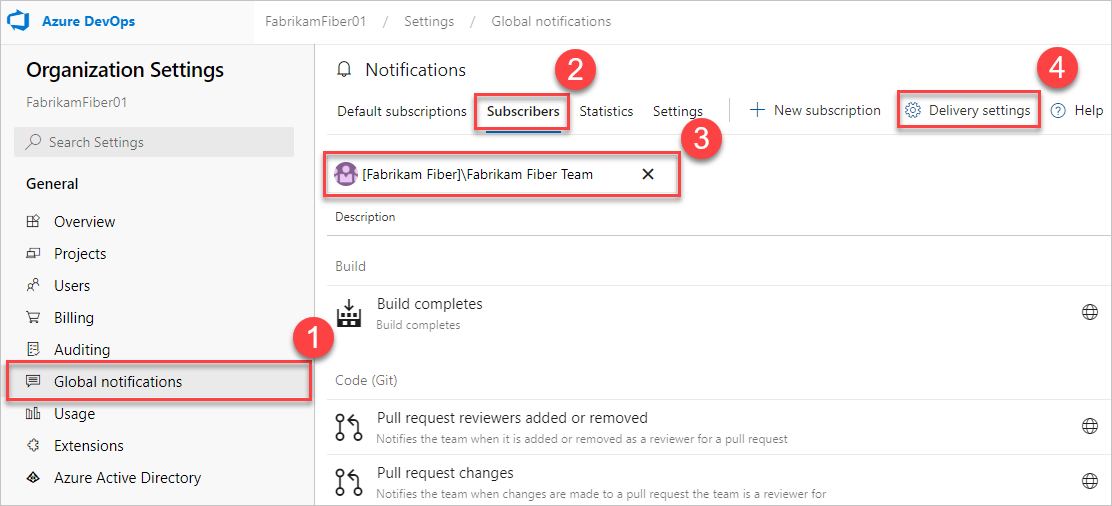 Azure DevOps
FabrikamFiber01 / Settings / Global notifications
Organization Settings
FabrikamFiber01
Search Settings
General
Overview
Projects
Users
Billing
Auditing
1
Global notifications
Usage
Extensions
Azure Active Directory
Notifications
2
4
Default subscriptions Subscribers Statistics Settings New subscription Delivery settings Help
3
[Fabrikam Fiber]\Fabrikam Fiber Team
Description
Build
Build completes
Build completes
Code (Git)
Pull request reviewers added or removed
Notifies the team when it is added or removed as a reviewer for a pull request
Pull request changes
Notifies the team when changes are made to a pull request the team is a reviewer for